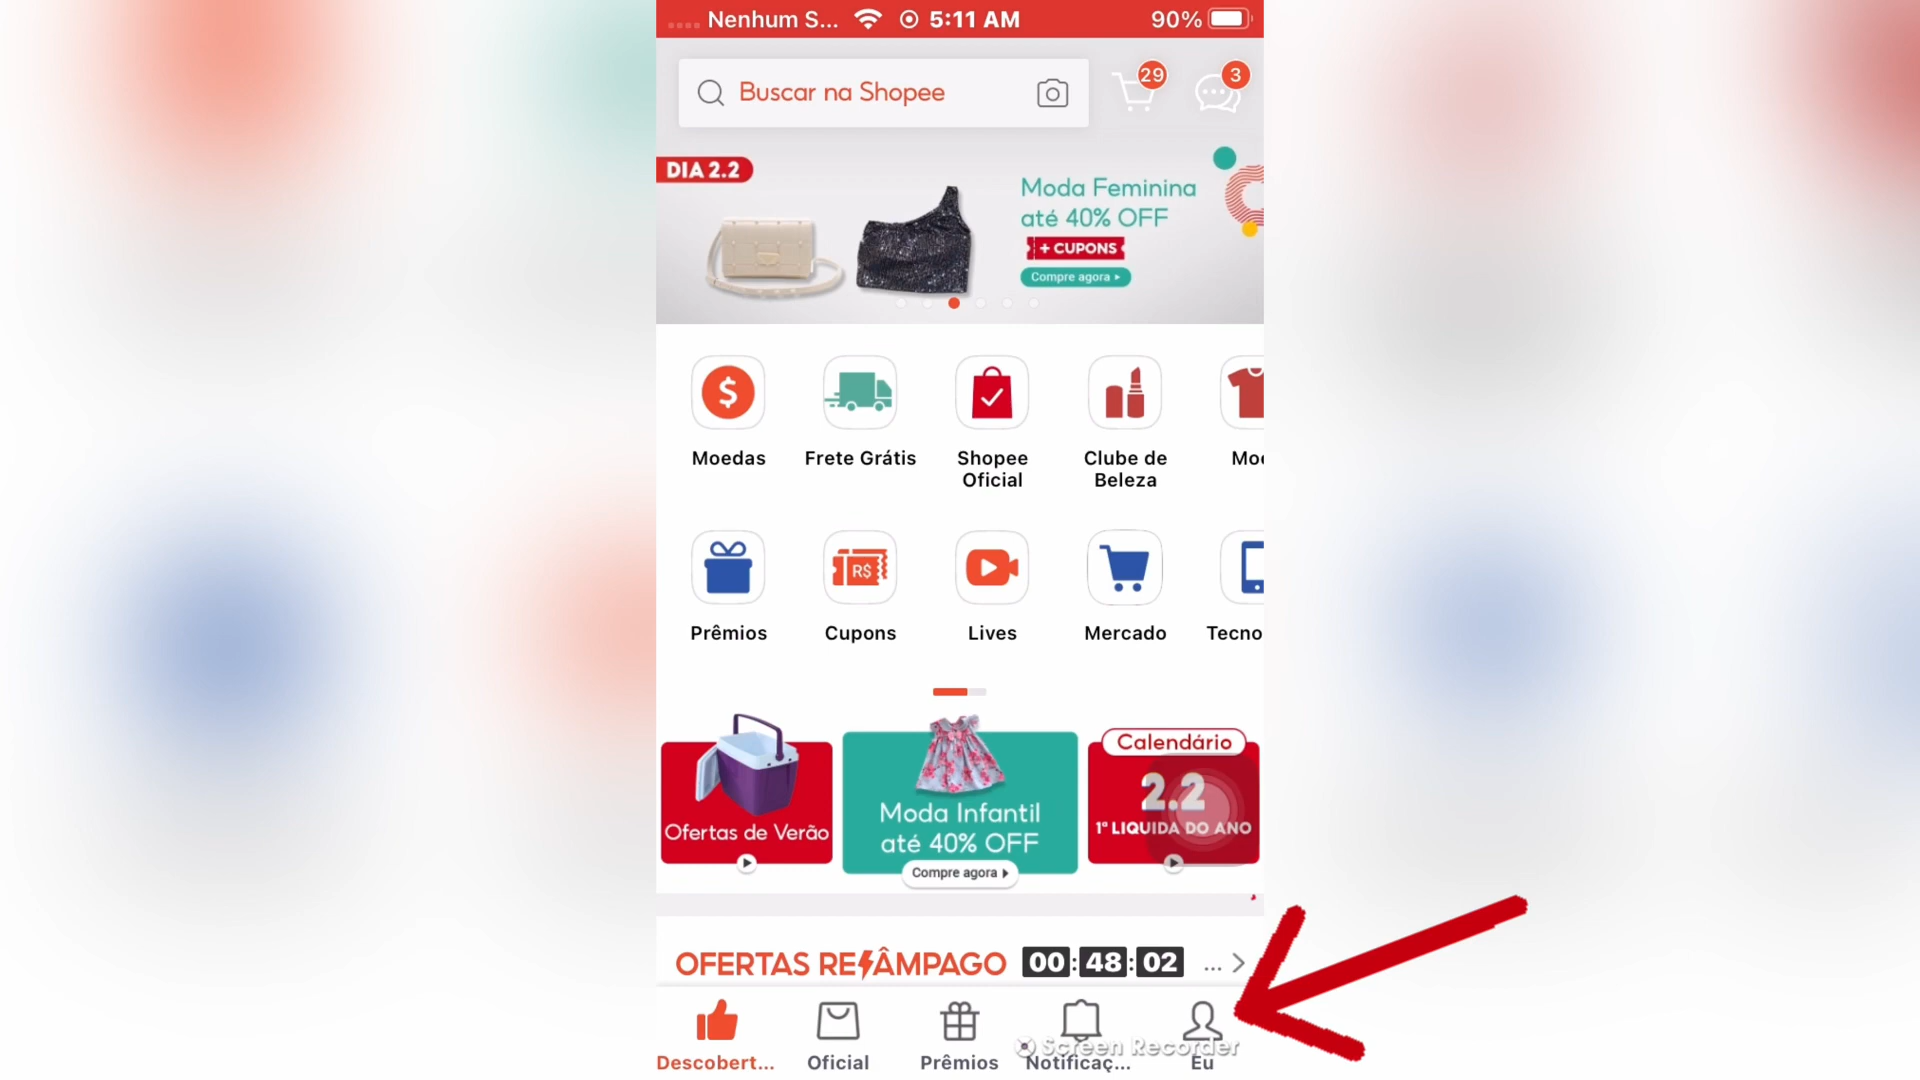 Nenhum S... 5:11 AM 90%
Buscar na Shopee 29 3
DIA 2.2
Moda Feminina
até 40% OFF
+ CUPONS
Compre agora
Moedas Frete Grátis Shopee Oficial Clube de Beleza
R$
Prêmios Cupons Lives Mercado
Calendário
2.2
1ª LIQUIDA DO ANO
Ofertas de Verão
Moda Infantil
até 40% OFF
Compre agora
OFERTAS RELÂMPAGO 00:48:02 ...
Screen Recorder
Descobert... Oficial Prêmios Notificaç... Eu